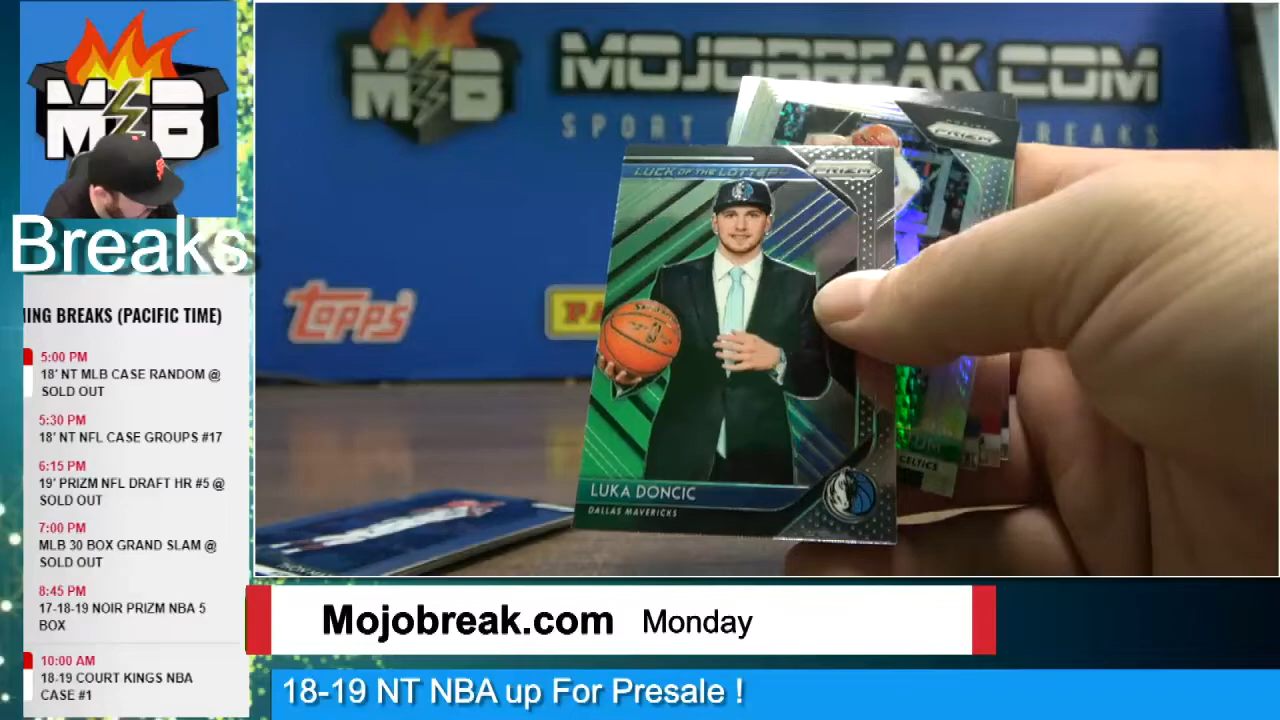 MB
MOJOBREAK.COM
SPORT BREAKS
Breaks
ING BREAKS (PACIFIC TIME)
5:00 PM
18' NT MLB CASE RANDOM @
SOLD OUT
5:30 PM
18' NT NFL CASE GROUPS #17
6:15 PM
19' PRIZM NFL DRAFT HR #5 @
SOLD OUT
7:00 PM
MLB 30 BOX GRAND SLAM @
SOLD OUT
8:45 PM
17-18-19 NOIR PRIZM NBA 5
BOX
10:00 AM
18-19 COURT KINGS NBA
CASE #1
MB
PRIZM
LUCK OF THE LOTTERY
PRIZM
TOPPS
PA
LUKA DONCIC
DALLAS MAVERICKS
CELTICS
Mojobreak.com Monday
18-19 NT NBA up For Presale !